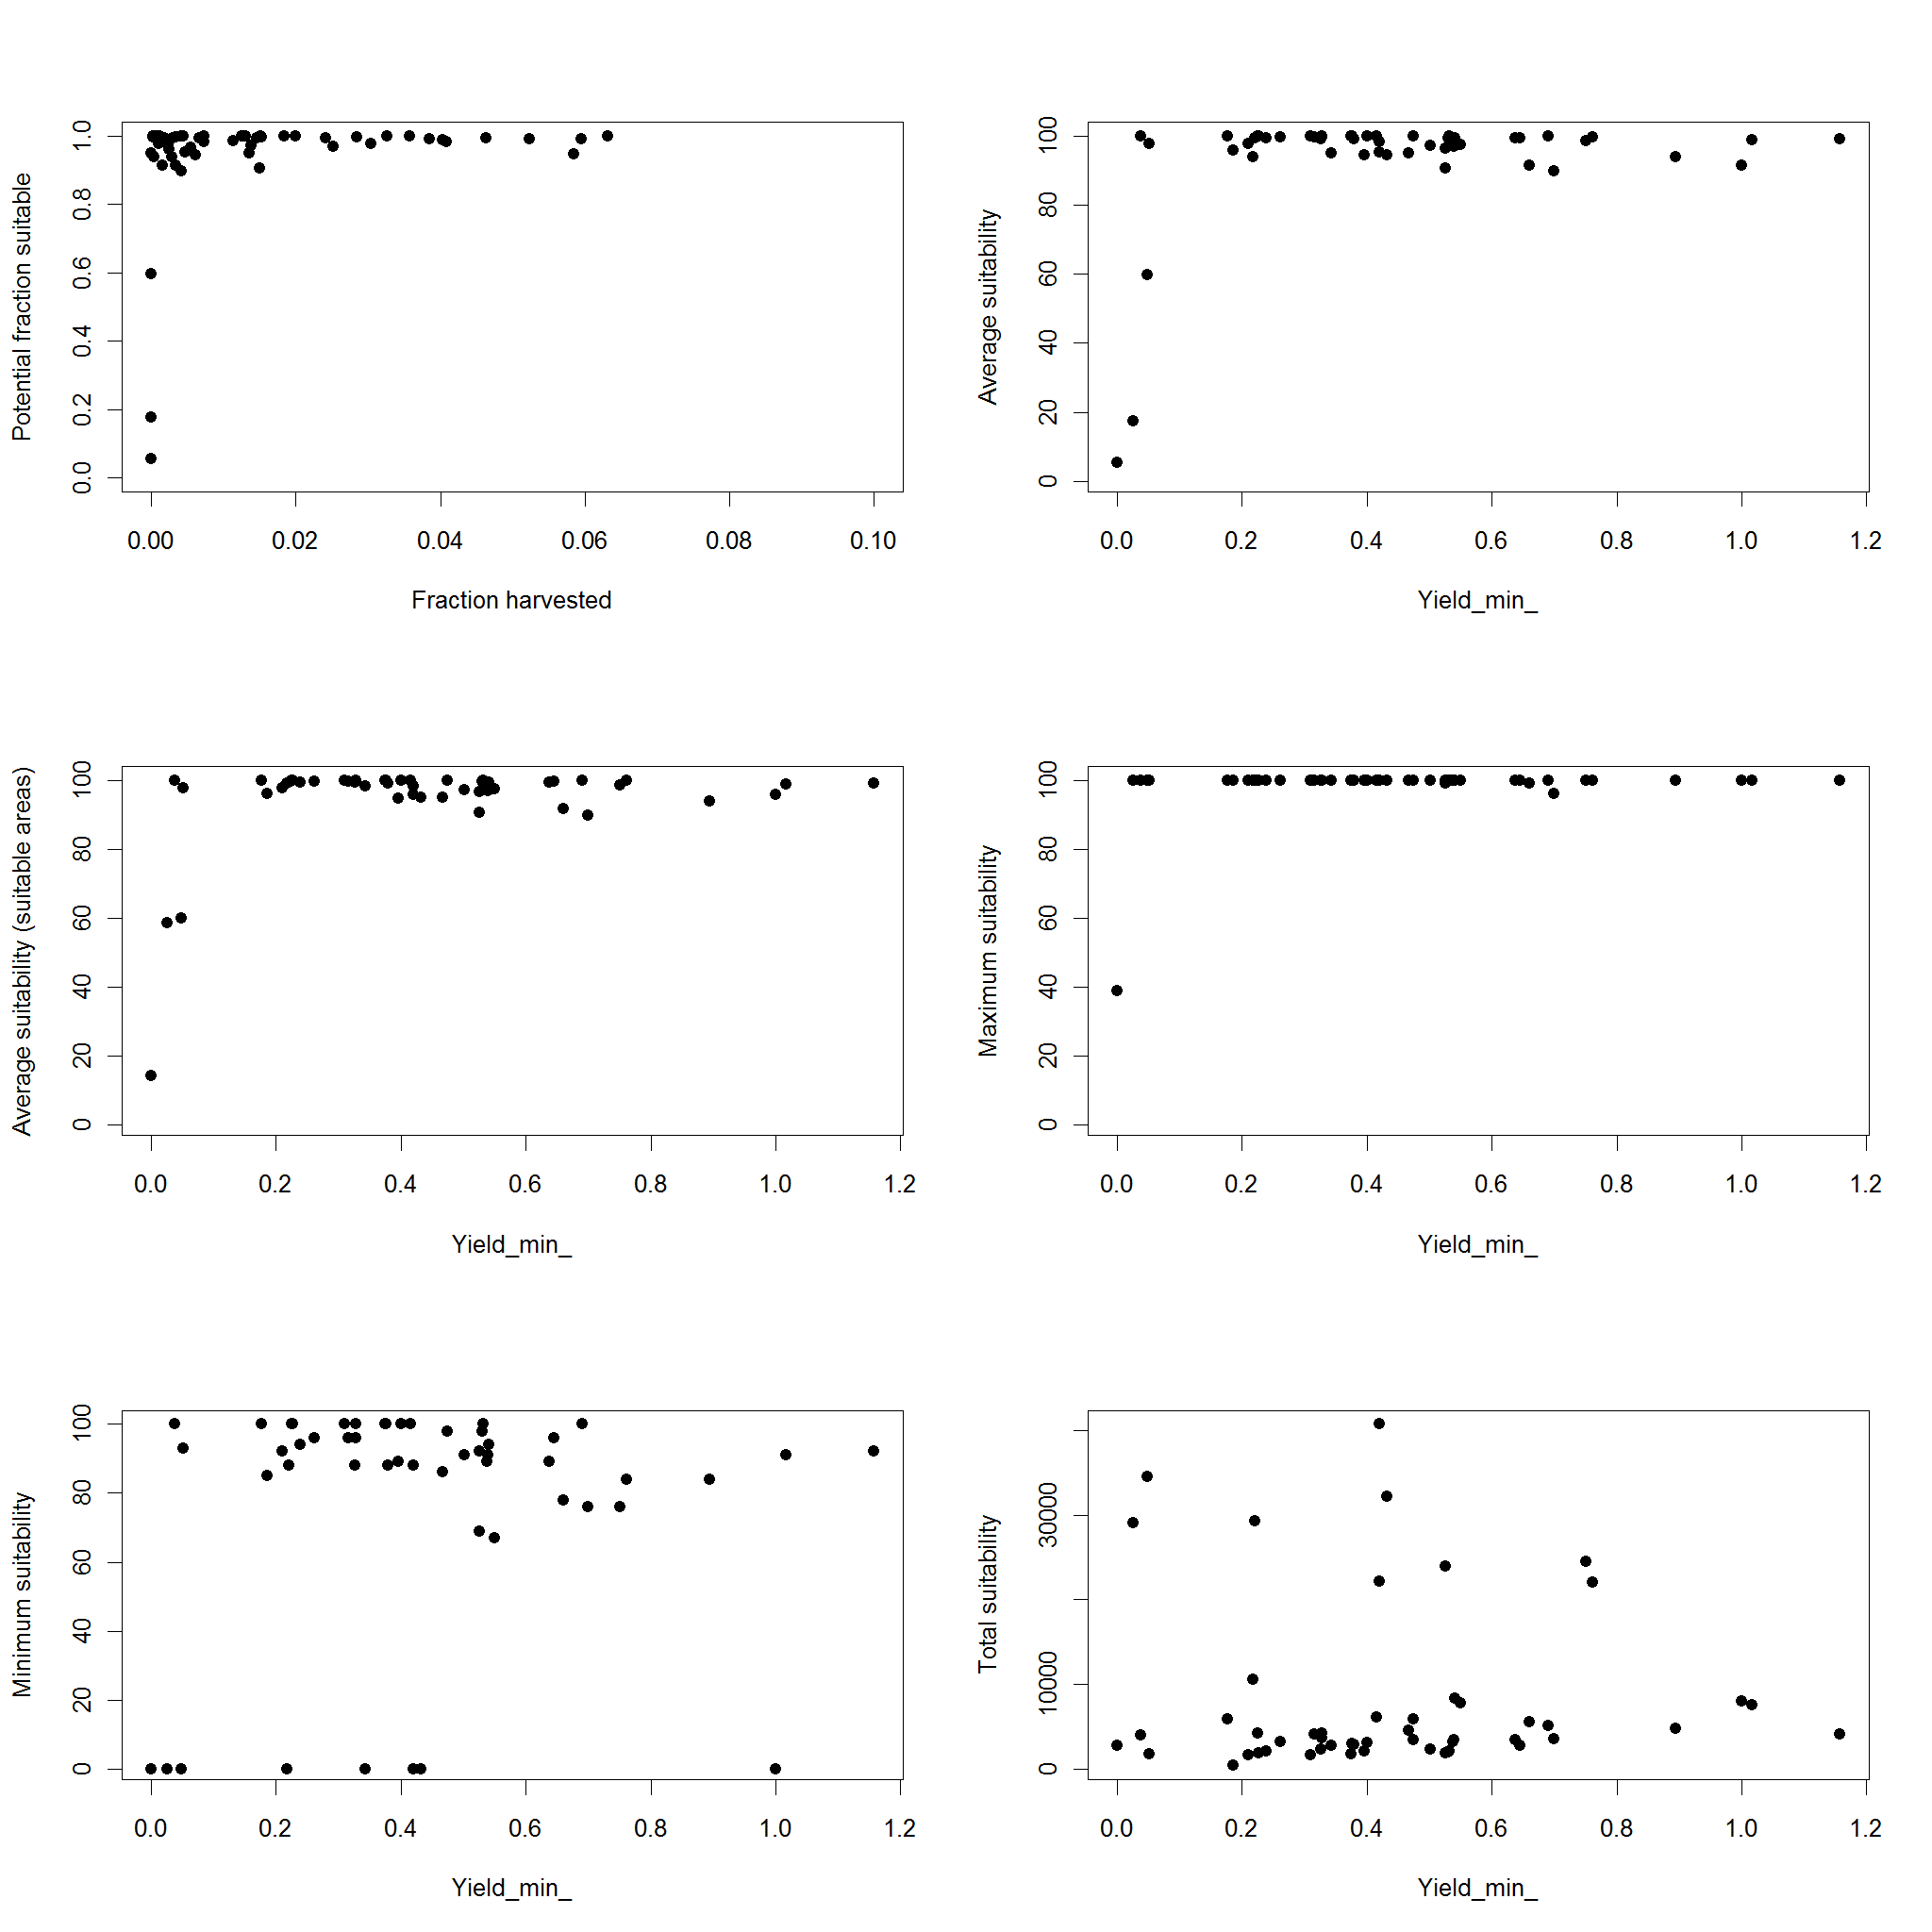 Potential fraction suitable
1.0
0.8
0.6
0.4
0.2
0.0
0.00 0.02 0.04 0.06 0.08 0.10
Fraction harvested
Average suitability
100
80
60
40
20
0
0.0 0.2 0.4 0.6 0.8 1.0 1.2
Yield_min_
Average suitability (suitable areas)
100
80
60
40
20
0
0.0 0.2 0.4 0.6 0.8 1.0 1.2
Yield_min_
Maximum suitability
100
80
60
40
20
0
0.0 0.2 0.4 0.6 0.8 1.0 1.2
Yield_min_
Minimum suitability
100
80
60
40
20
0
0.0 0.2 0.4 0.6 0.8 1.0 1.2
Yield_min_
Total suitability
30000
10000
0
0.0 0.2 0.4 0.6 0.8 1.0 1.2
Yield_min_